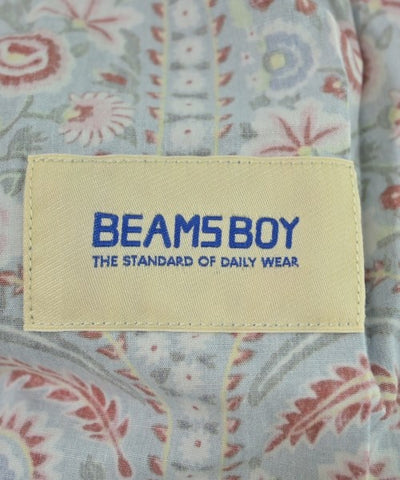 BEAMS BOY
THE STANDARD OF DAILY WEAR